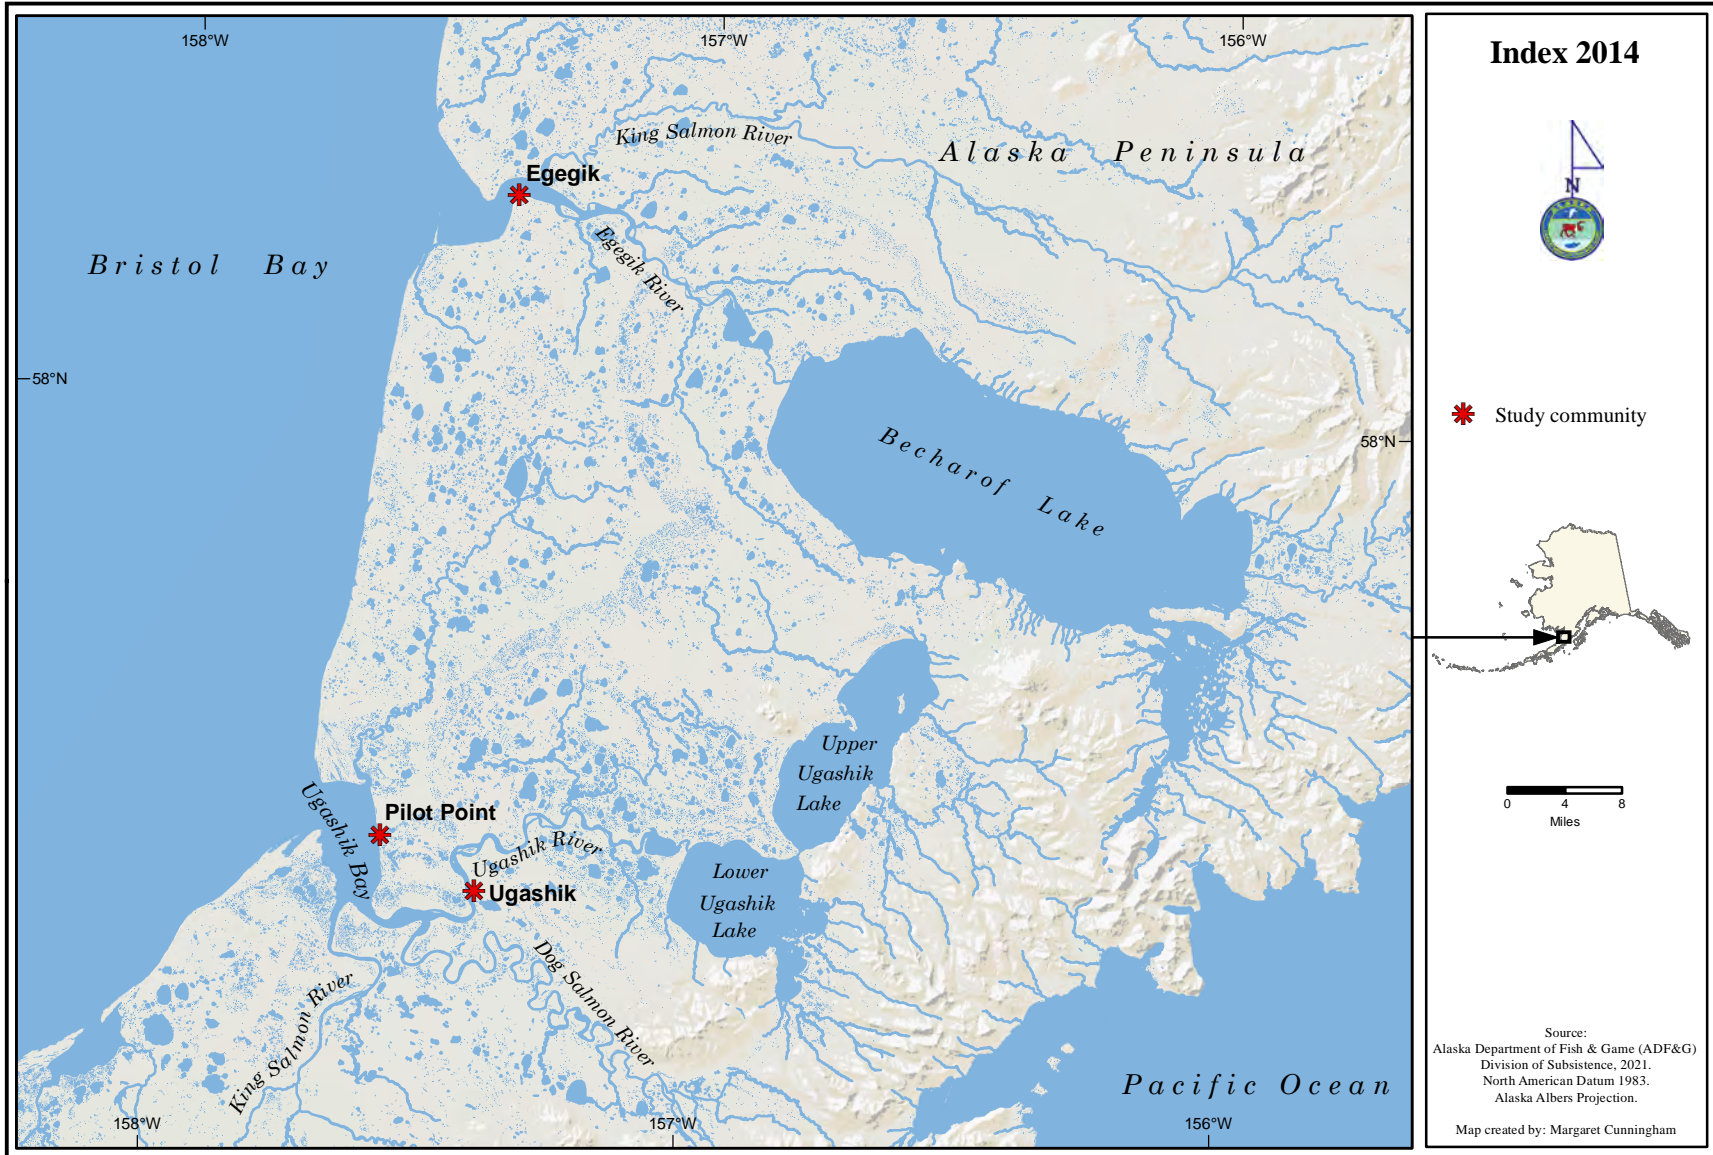 158°W
157°W
156°W
King Salmon River
Alaska Peninsula
Egegik
Egegik River
Bristol Bay
58°N
58°N
Becharof Lake
Upper
Ugashik
Lake
Ugashik Bay
Pilot Point
Ugashik River
Ugashik
Lower
Ugashik
Lake
Dog Salmon River
King Salmon River
Pacific Ocean
158°W
157°W
156°W
Index 2014
N
Study community
0 4 8
Miles
Source:
Alaska Department of Fish & Game (ADF&G)
Division of Subsistence, 2021.
North American Datum 1983.
Alaska Albers Projection.
Map created by: Margaret Cunningham